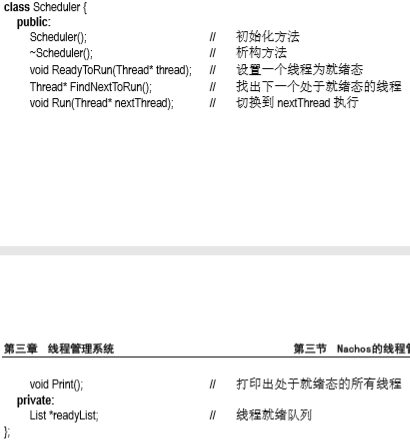 class Scheduler {
public:
Scheduler(); // 初始化方法
~Scheduler(); // 析构方法
void ReadyToRun(Thread* thread); // 设置一个线程为就绪态
Thread* FindNextToRun(); // 找出下一个处于就绪态的线程
void Run(Thread* nextThread); // 切换到 nextThread 执行
第三章 线程管理系统 第三节 Nachos的线程
void Print(); // 打印出处于就绪态的所有线程
private:
List *readyList; // 线程就绪队列
};